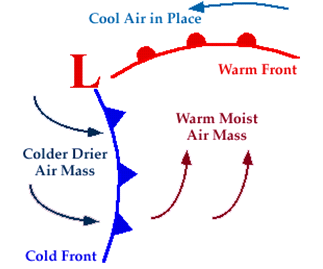 Cool Air in Place
L
Warm Front
Warm Moist
Air Mass
Colder Drier
Air Mass
Cold Front